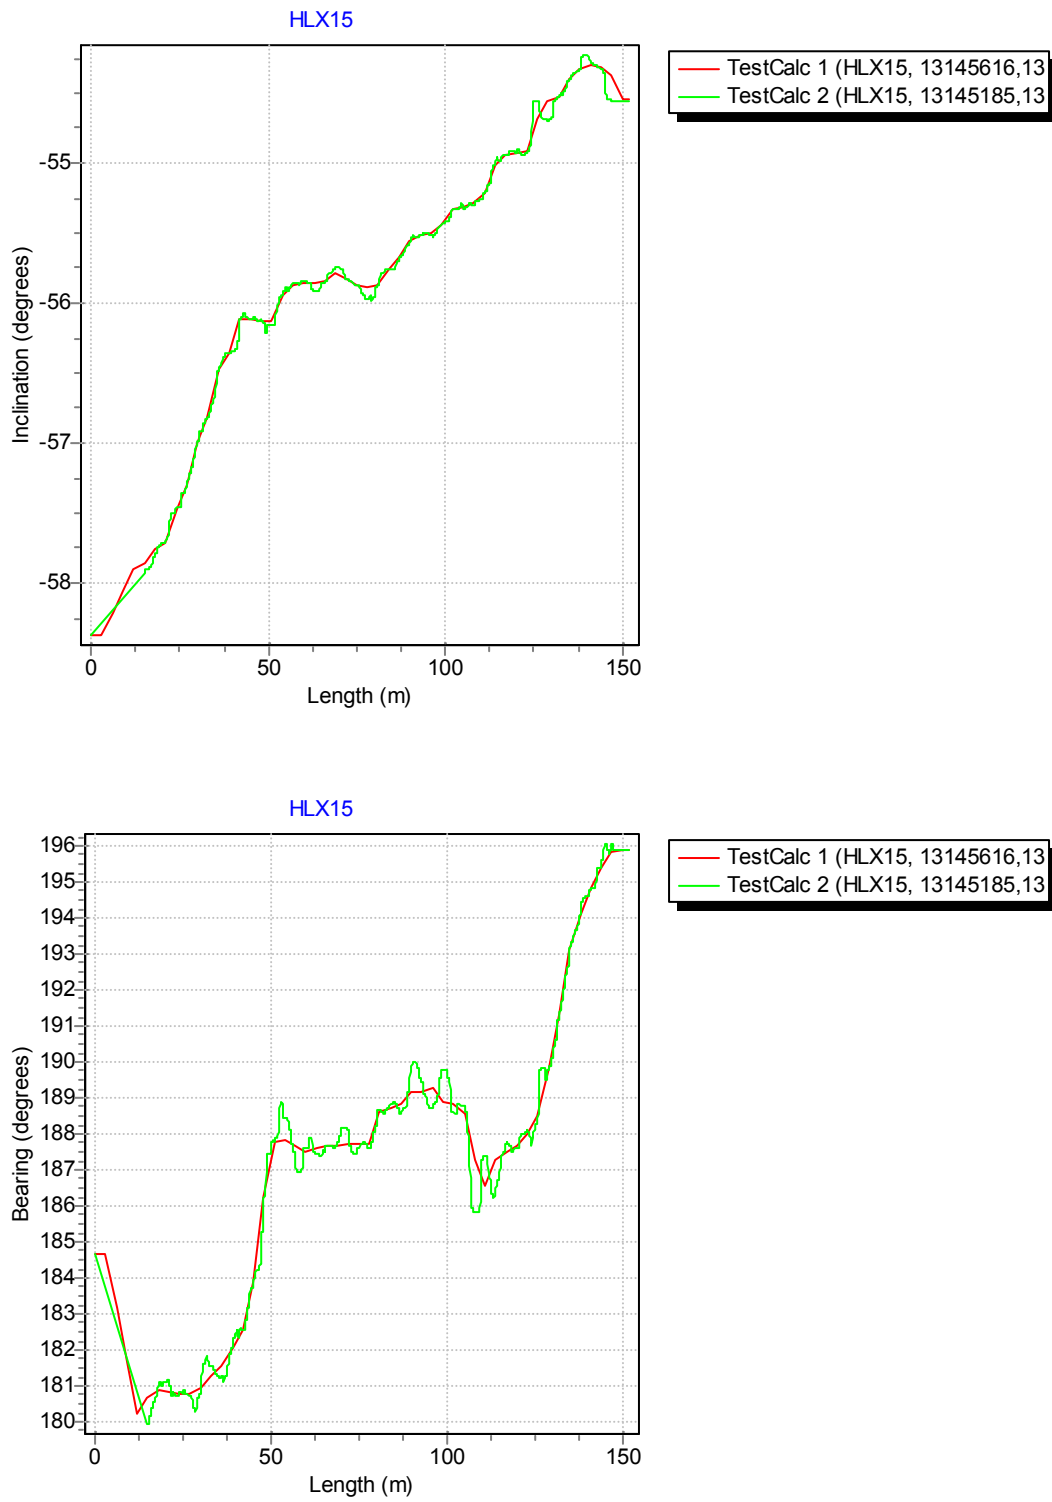 HLX15
TestCalc 1 (HLX15, 13145616,13
TestCalc 2 (HLX15, 13145185,13
-55
-56
-57
-58
Inclination (degrees)
0 50 100 150
Length (m)
HLX15
TestCalc 1 (HLX15, 13145616,13
TestCalc 2 (HLX15, 13145185,13
196
195
194
193
192
191
190
189
188
187
186
185
184
183
182
181
180
Bearing (degrees)
0 50 100 150
Length (m)